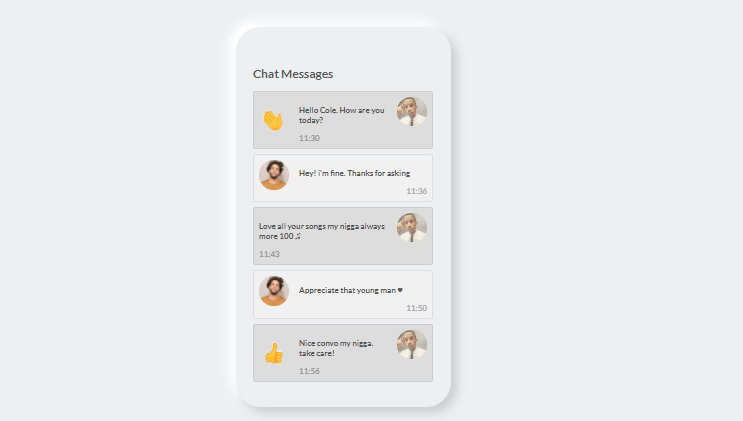 Chat Messages
Hello Cole. How are you
today?
11:30
Hey! i'm fine. Thanks for asking
11:36
Love all your songs my nigga always
more 100 ♫
11:43
Appreciate that young man ♥
11:50
Nice convo my nigga.
take care!
11:56